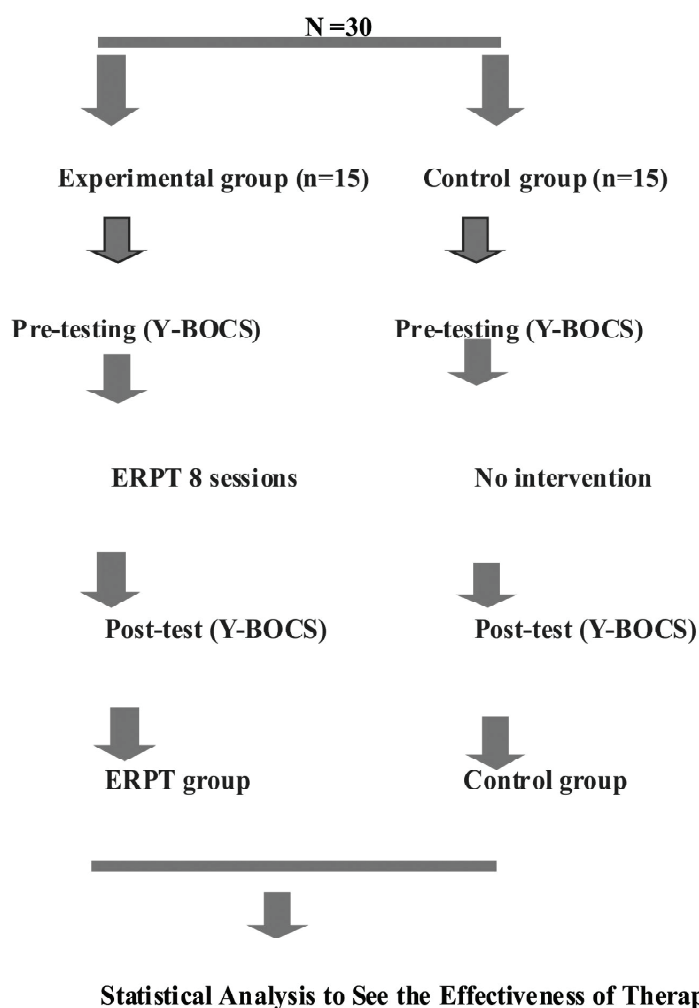 N =30
Experimental group (n=15) Control group (n=15)
Pre-testing (Y-BOCS) Pre-testing (Y-BOCS)
ERPT 8 sessions No intervention
Post-test (Y-BOCS) Post-test (Y-BOCS)
ERPT group Control group
Statistical Analysis to See the Effectiveness of Therap